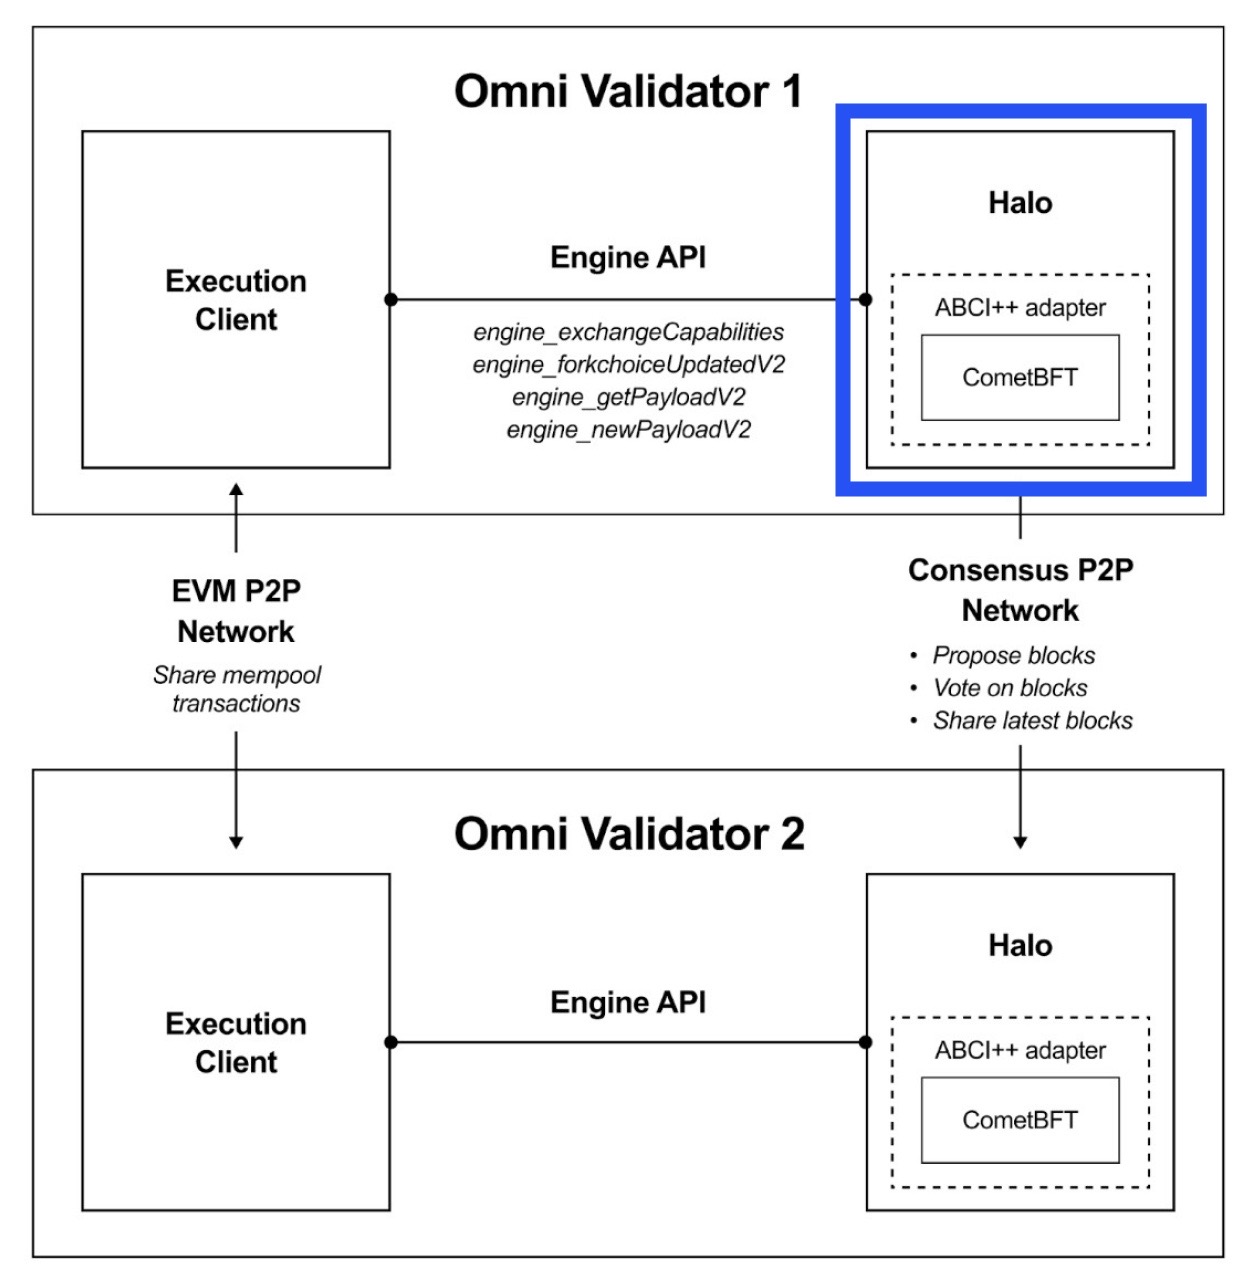 Omni Validator 1
Execution
Client
Engine API
engine_exchangeCapabilities
engine_forkchoiceUpdatedV2
engine_getPayloadV2
engine_newPayloadV2
Halo
ABCI++ adapter
CometBFT
EVM P2P
Network
Share mempool
transactions
Consensus P2P
Network
• Propose blocks
• Vote on blocks
• Share latest blocks
Omni Validator 2
Execution
Client
Engine API
Halo
ABCI++ adapter
CometBFT